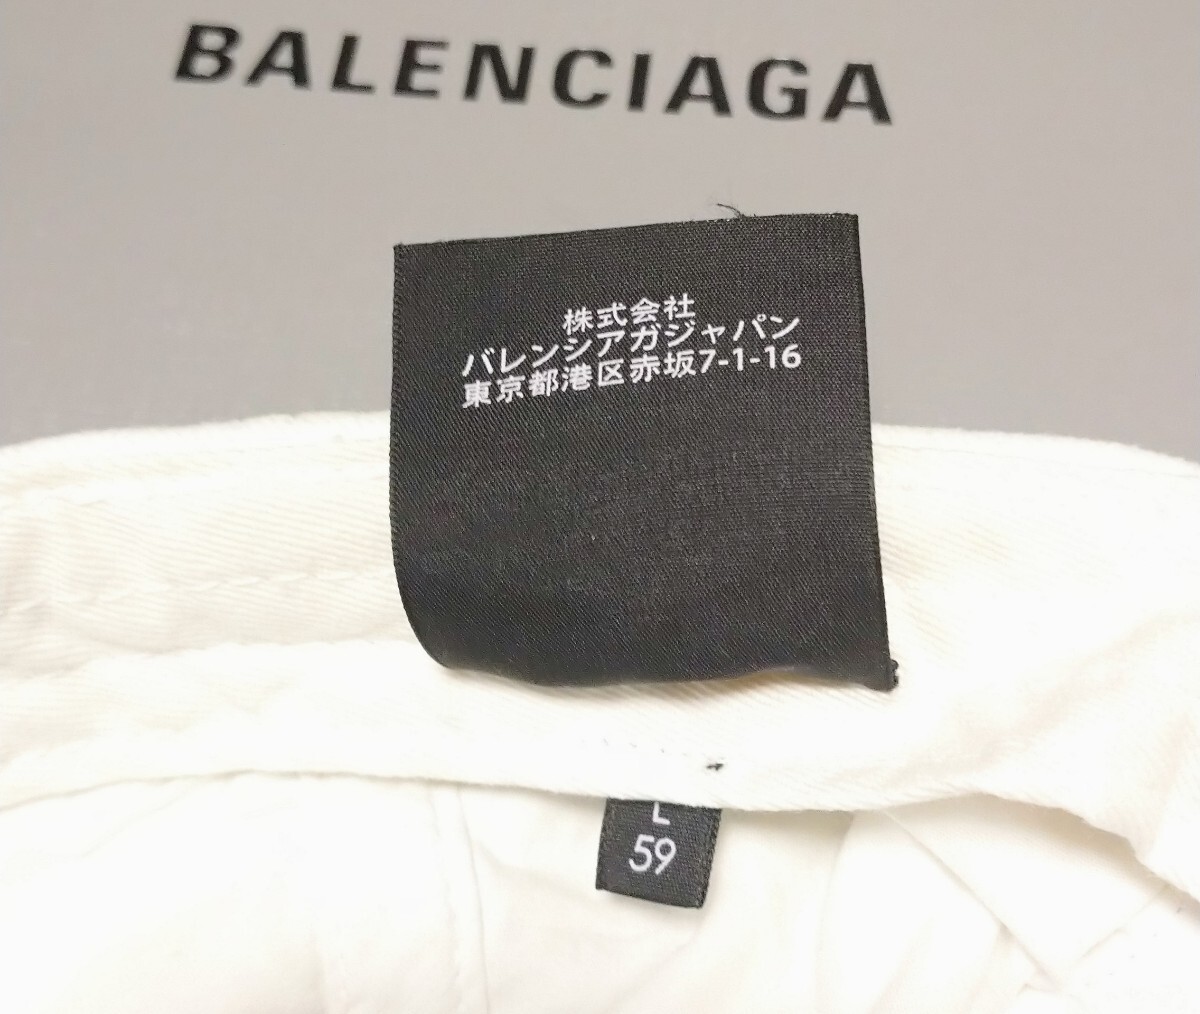 BALENCIAGA
株式会社
バレンシアガジャパン
東京都港区赤坂7-1-16
L
59